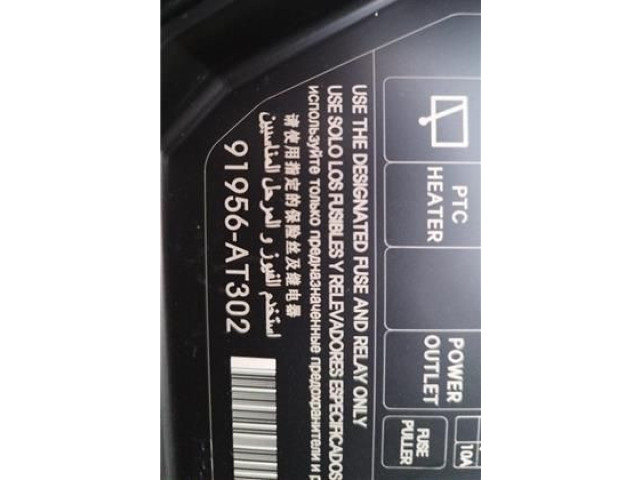 PTC
HEATER
POWER
OUTLET
FUSE
PULLER
10A
USE THE DESIGNATED FUSE AND RELAY ONLY
USE SOLO LOS FUSIBLES Y RELEVADORES ESPECIFICADOS
используйте только предназначенные предохранители и р
请使用指定的保险丝及继电器
استخدم الفيوز و المرحل المناسبين
91956-AT302